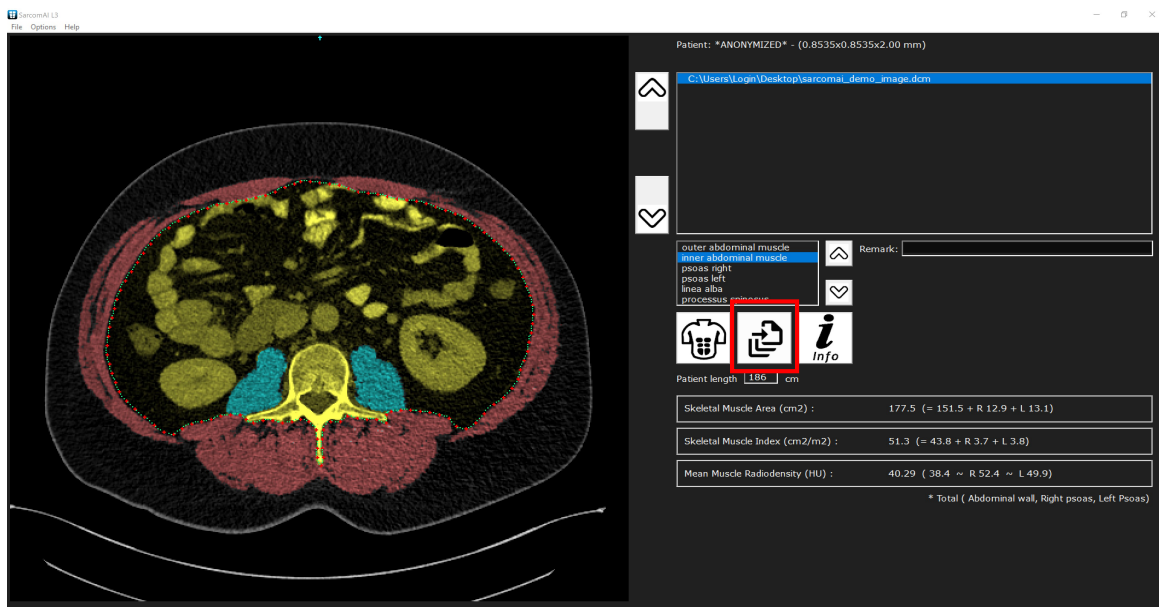 SarcomAI L3
File Options Help
Patient: *ANONYMIZED* - (0.8535x0.8535x2.00 mm)
C:\Users\Login\Desktop\sarcomai_demo_image.dcm
outer abdominal muscle
inner abdominal muscle
psoas right
psoas left
linea alba
processus spinosus
Remark:
Info
Patient length 186 cm
Skeletal Muscle Area (cm2) : 177.5 (= 151.5 + R 12.9 + L 13.1)
Skeletal Muscle Index (cm2/m2) : 51.3 (= 43.8 + R 3.7 + L 3.8)
Mean Muscle Radiodensity (HU) : 40.29 ( 38.4 ~ R 52.4 ~ L 49.9)
* Total ( Abdominal wall, Right psoas, Left Psoas)